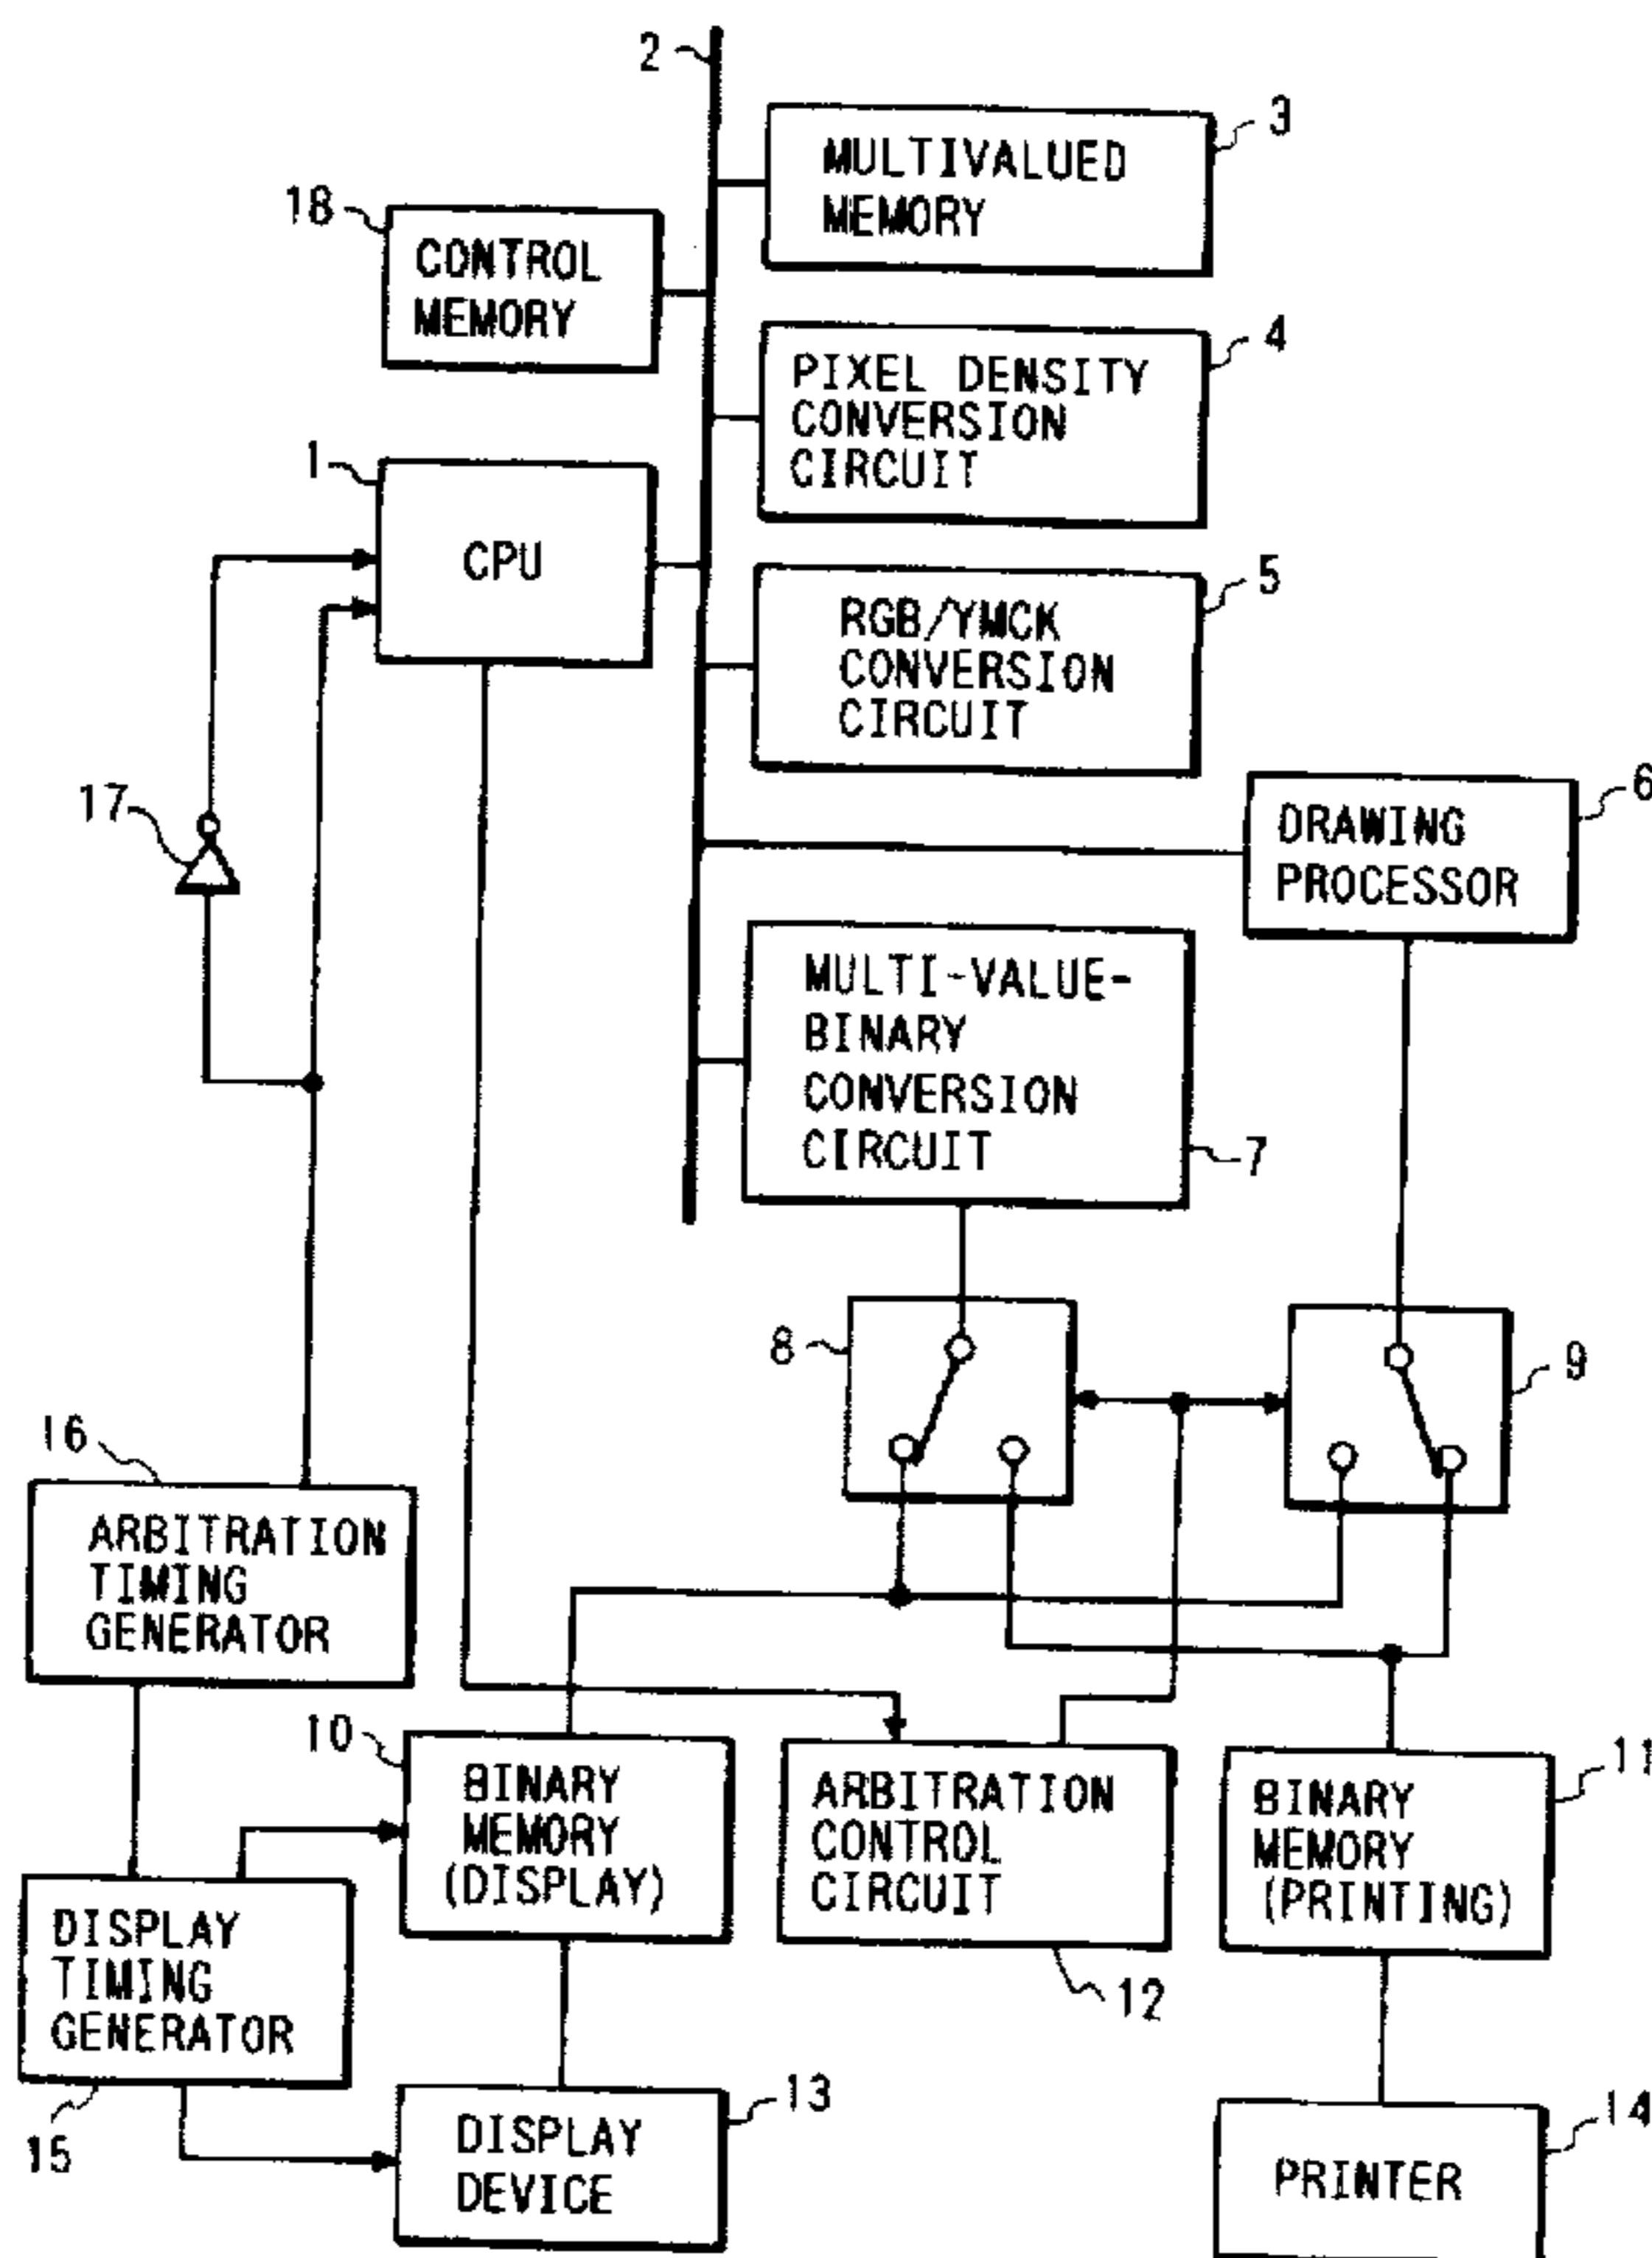 2
3
MULTIVALUED
MEMORY
18
CONTROL
MEMORY
4
PIXEL DENSITY
CONVERSION
CIRCUIT
1
CPU
5
RGB/YMCK
CONVERSION
CIRCUIT
17
6
DRAWING
PROCESSOR
MULTI-VALUE-
BINARY
CONVERSION
CIRCUIT
7
8
9
16
ARBITRATION
TIMING
GENERATOR
10
BINARY
MEMORY
(DISPLAY)
ARBITRATION
CONTROL
CIRCUIT
12
11
BINARY
MEMORY
(PRINTING)
DISPLAY
TIMING
GENERATOR
15
13
DISPLAY
DEVICE
14
PRINTER